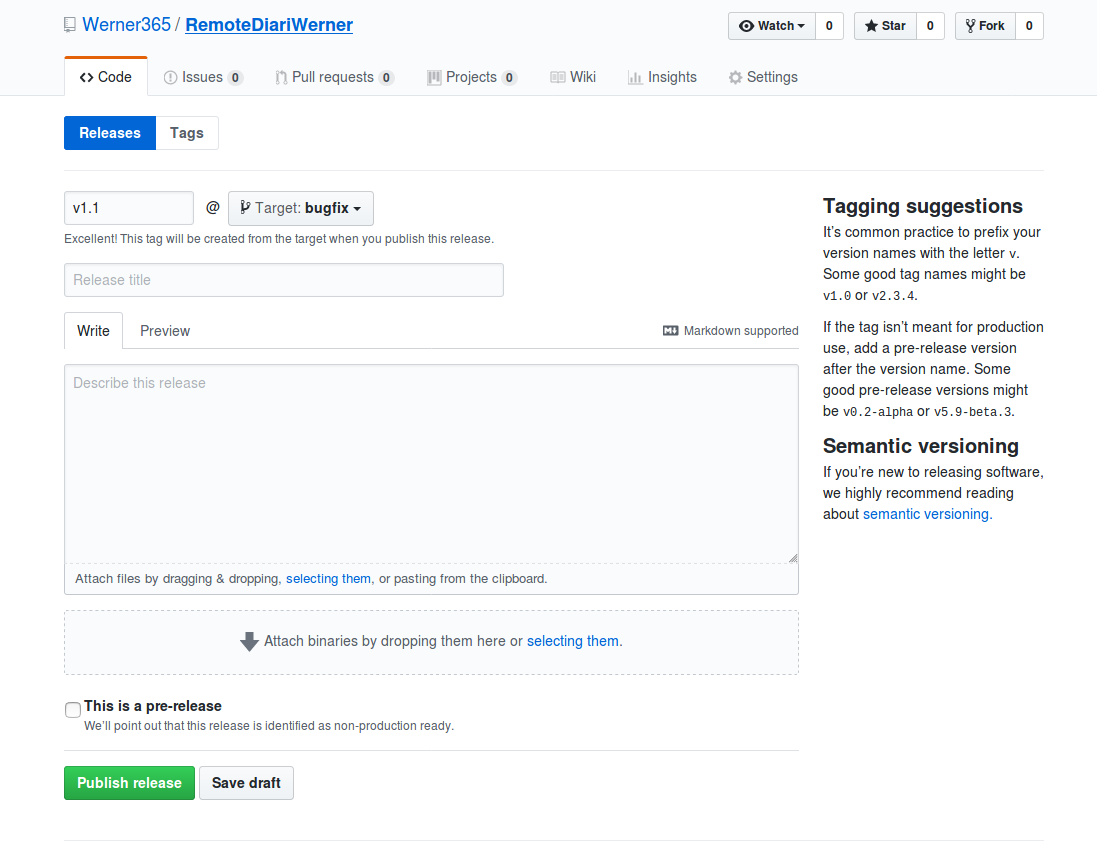 Werner365 / RemoteDiariWerner
Watch 0 Star 0 Fork 0
Code Issues 0 Pull requests 0 Projects 0 Wiki Insights Settings
Releases Tags
v1.1 @ Target: bugfix
Excellent! This tag will be created from the target when you publish this release.
Release title
Write Preview Markdown supported
Describe this release
Attach files by dragging & dropping, selecting them, or pasting from the clipboard.
Attach binaries by dropping them here or selecting them.
This is a pre-release
We'll point out that this release is identified as non-production ready.
Publish release Save draft
Tagging suggestions
It's common practice to prefix your
version names with the letter v.
Some good tag names might be
v1.0 or v2.3.4.
If the tag isn't meant for production
use, add a pre-release version
after the version name. Some
good pre-release versions might
be v0.2-alpha or v5.9-beta.3.
Semantic versioning
If you're new to releasing software,
we highly recommend reading
about semantic versioning.